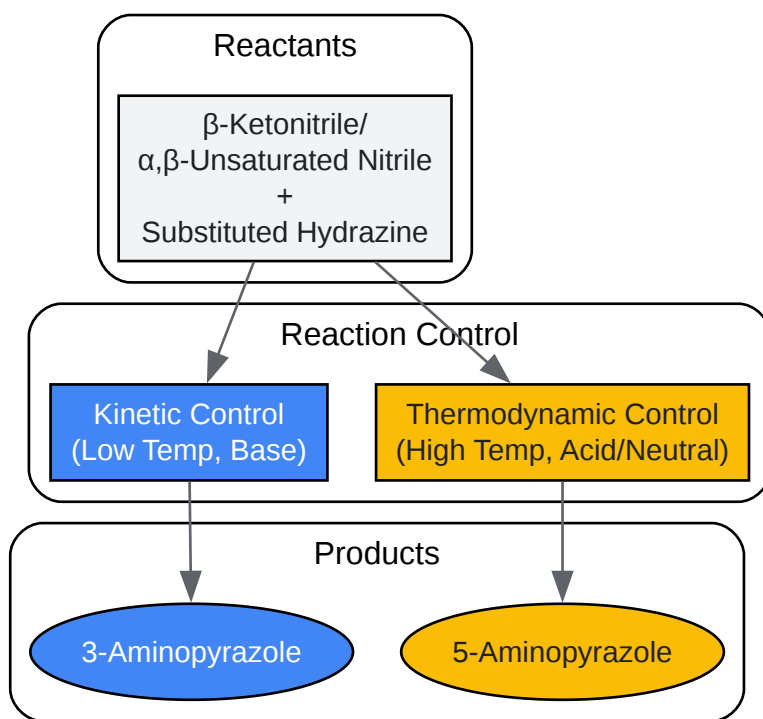 Reactants
β-Ketonitrile/
α,β-Unsaturated Nitrile
+
Substituted Hydrazine
Reaction Control
Kinetic Control
(Low Temp, Base)
Thermodynamic Control
(High Temp, Acid/Neutral)
Products
3-Aminopyrazole
5-Aminopyrazole